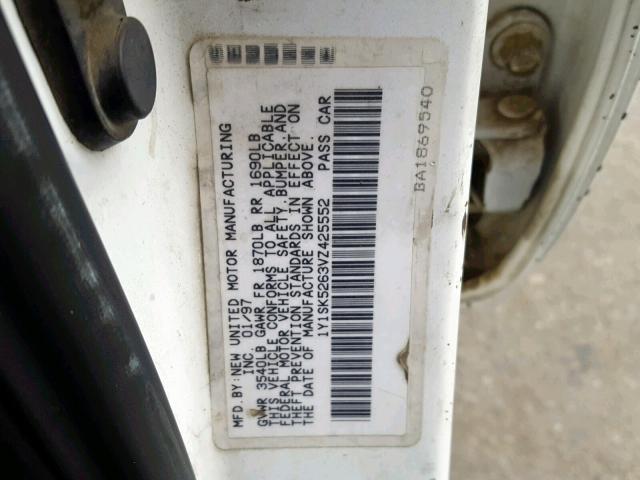 MFD.BY:NEW UNITED MOTOR MANUFACTURING
INC. 01/97
GVWR 3540LB GAWR FR 1870LB RR 1690LB
THIS VEHICLE CONFORMS TO ALL APPLICABLE
FEDERAL MOTOR VEHICLE SAFETY, BUMPER AND
THEFT PREVENTION STANDARDS IN EFFECT ON
THE DATE OF MANUFACTURE SHOWN ABOVE.
1Y1SK5263VZ425552 PASS CAR
BA1869540